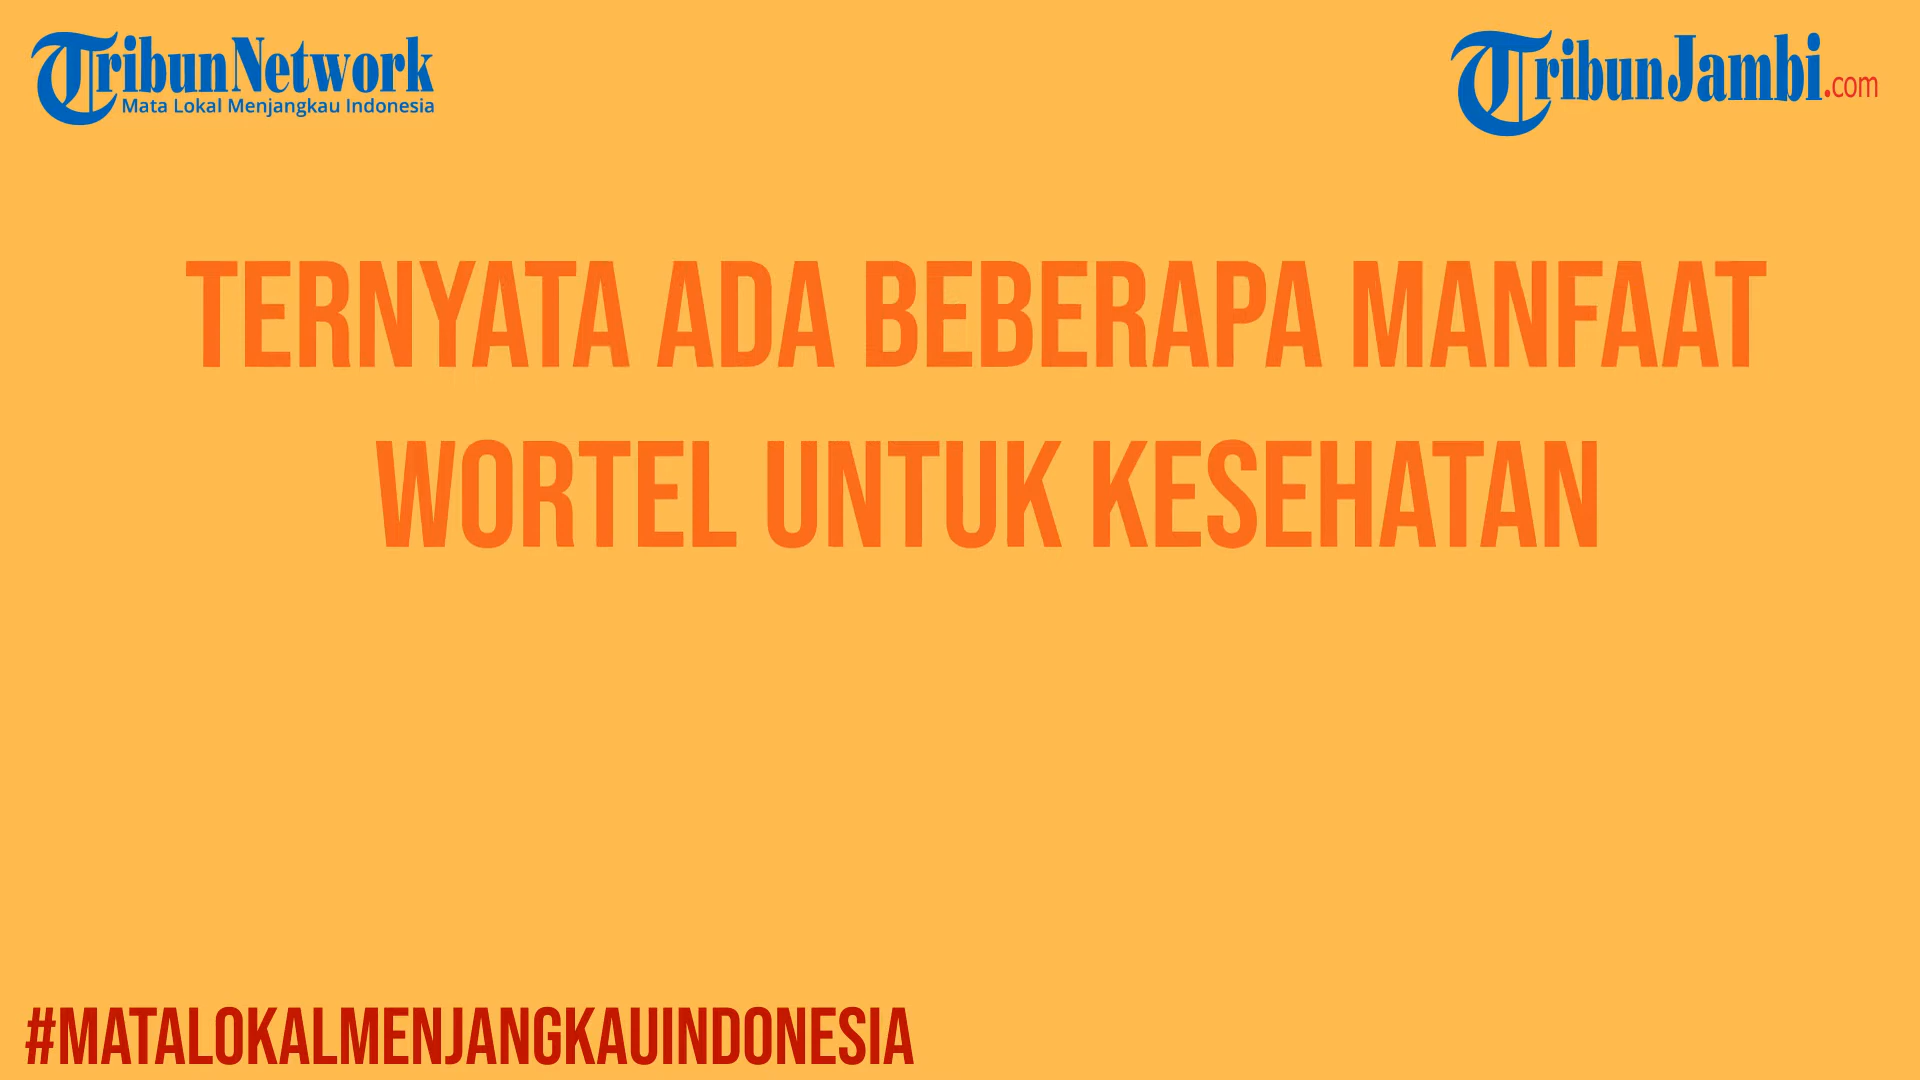 TribunNetwork
Mata Lokal Menjangkau Indonesia
TribunJambi.com
TERNYATA ADA BEBERAPA MANFAAT
WORTEL UNTUK KESEHATAN
#MATALOKALMENJANGKAUINDONESIA